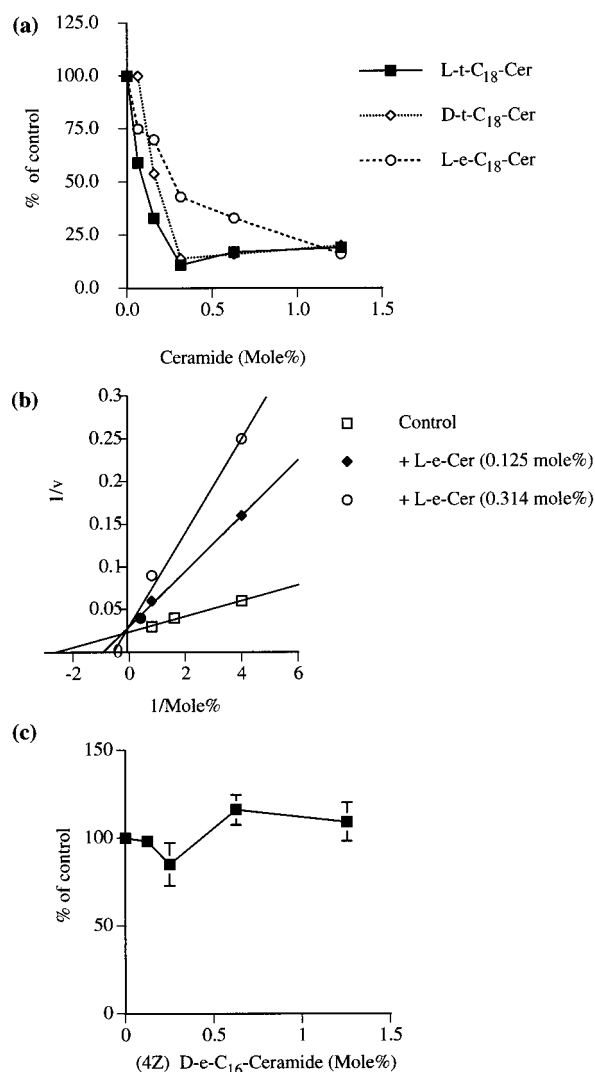 (a)
125.0
100.0
75.0
50.0
25.0
0.0
% of control
0.0 0.5 1.0 1.5
Ceramide (Mole%)
L-t-C18-Cer
D-t-C18-Cer
L-e-C18-Cer
(b)
0.3
0.25
0.2
0.15
0.1
0.05
0
1/v
-2 0 2 4 6
1/Mole%
Control
+ L-e-Cer (0.125 mole%)
+ L-e-Cer (0.314 mole%)
(c)
150
100
50
0
% of control
0 0.5 1 1.5
(4Z) D-e-C16-Ceramide (Mole%)